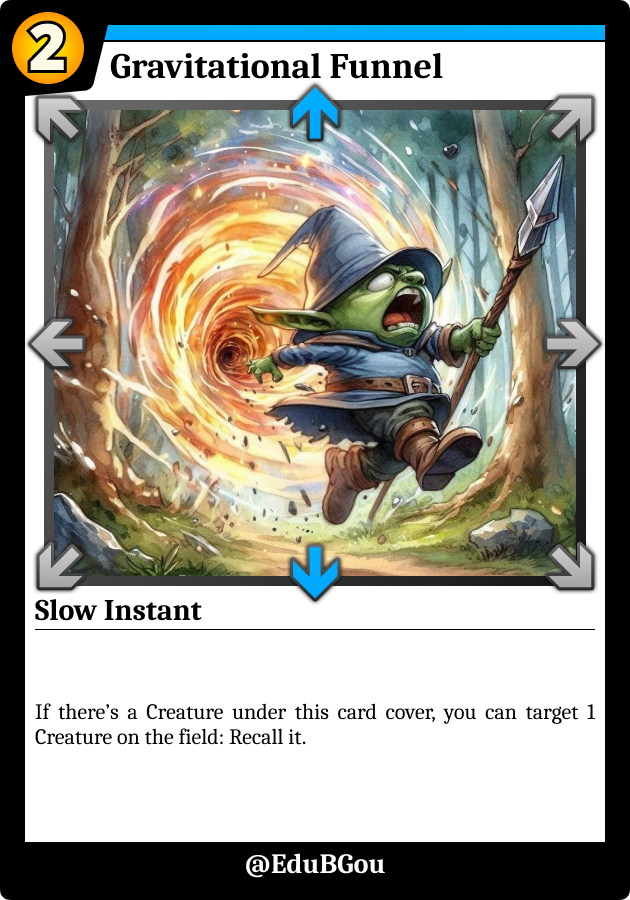 2
Gravitational Funnel
Slow Instant
If there’s a Creature under this card cover, you can target 1
Creature on the field: Recall it.
@EduBGou